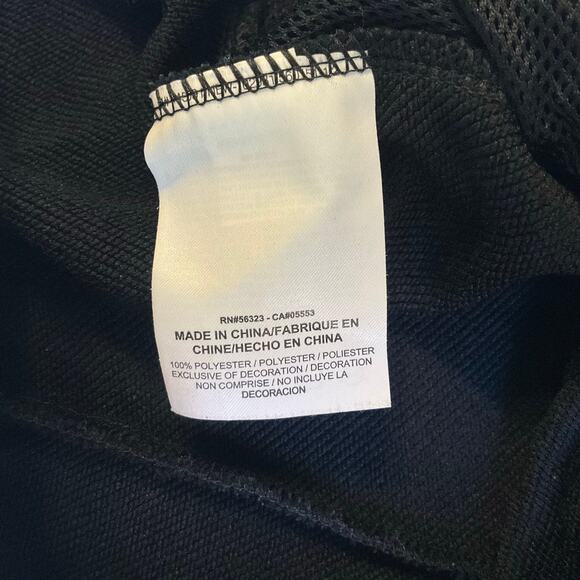 RN#56323 - CA#05553
MADE IN CHINA/FABRIQUE EN
CHINE/HECHO EN CHINA
100% POLYESTER / POLYESTER / POLIESTER
EXCLUSIVE OF DECORATION / DECORATION
NON COMPRISE / NO INCLUYE LA
DECORACION